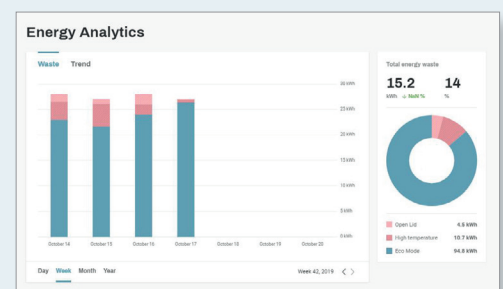 Energy Analytics
Waste Trend
30 kWh
25 kWh
20 kWh
15 kWh
10 kWh
5 kWh
0 kWh
October 14 October 15 October 16 October 17 October 18 October 19 October 20
Day Week Month Year
Week 42, 2019
Total energy waste
15.2 14
kWh NaN % %
Open Lid 4.5 kWh
High temperature 10.7 kWh
Eco Mode 94.8 kWh